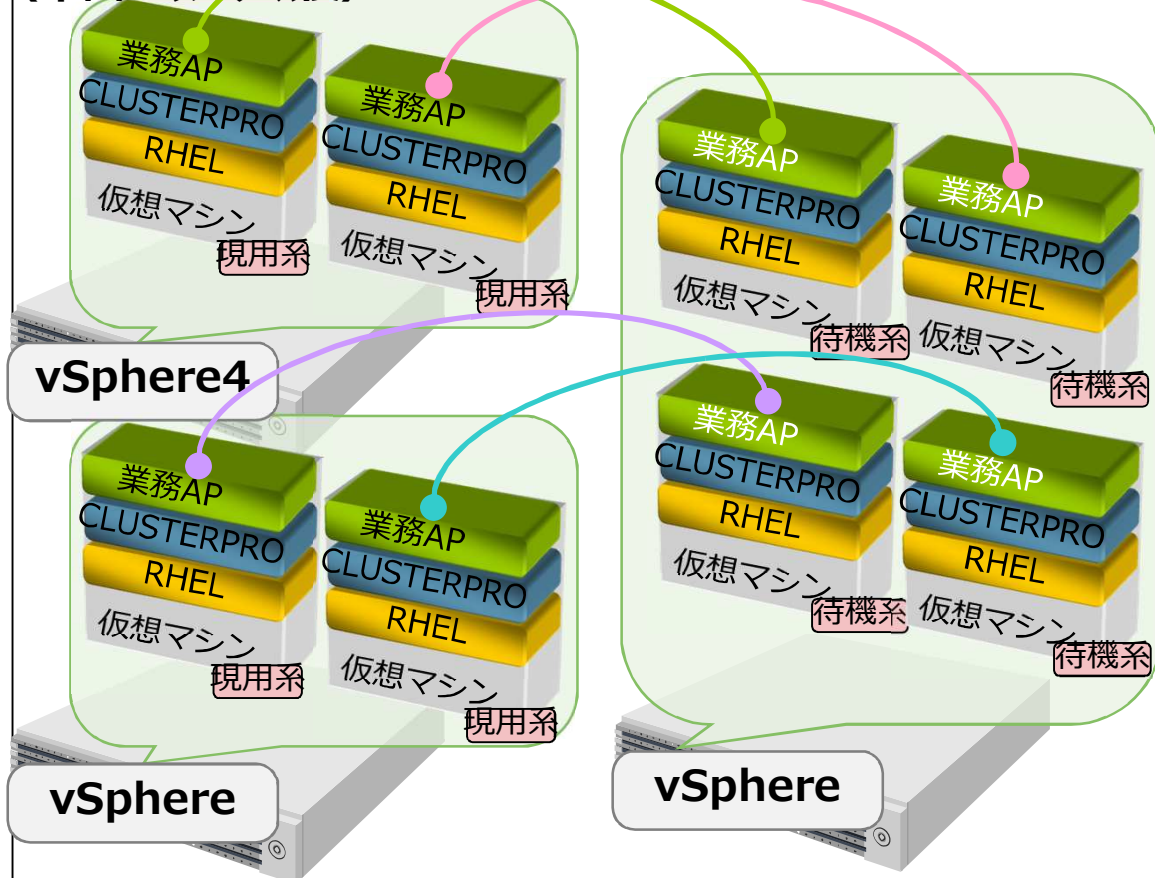 業務AP
CLUSTERPRO
RHEL
仮想マシン
現用系
業務AP
CLUSTERPRO
RHEL
仮想マシン
現用系
vSphere4
業務AP
CLUSTERPRO
RHEL
仮想マシン
待機系
業務AP
CLUSTERPRO
RHEL
仮想マシン
待機系
業務AP
CLUSTERPRO
RHEL
仮想マシン
現用系
業務AP
CLUSTERPRO
RHEL
仮想マシン
現用系
vSphere
業務AP
CLUSTERPRO
RHEL
仮想マシン
待機系
業務AP
CLUSTERPRO
RHEL
仮想マシン
待機系
vSphere